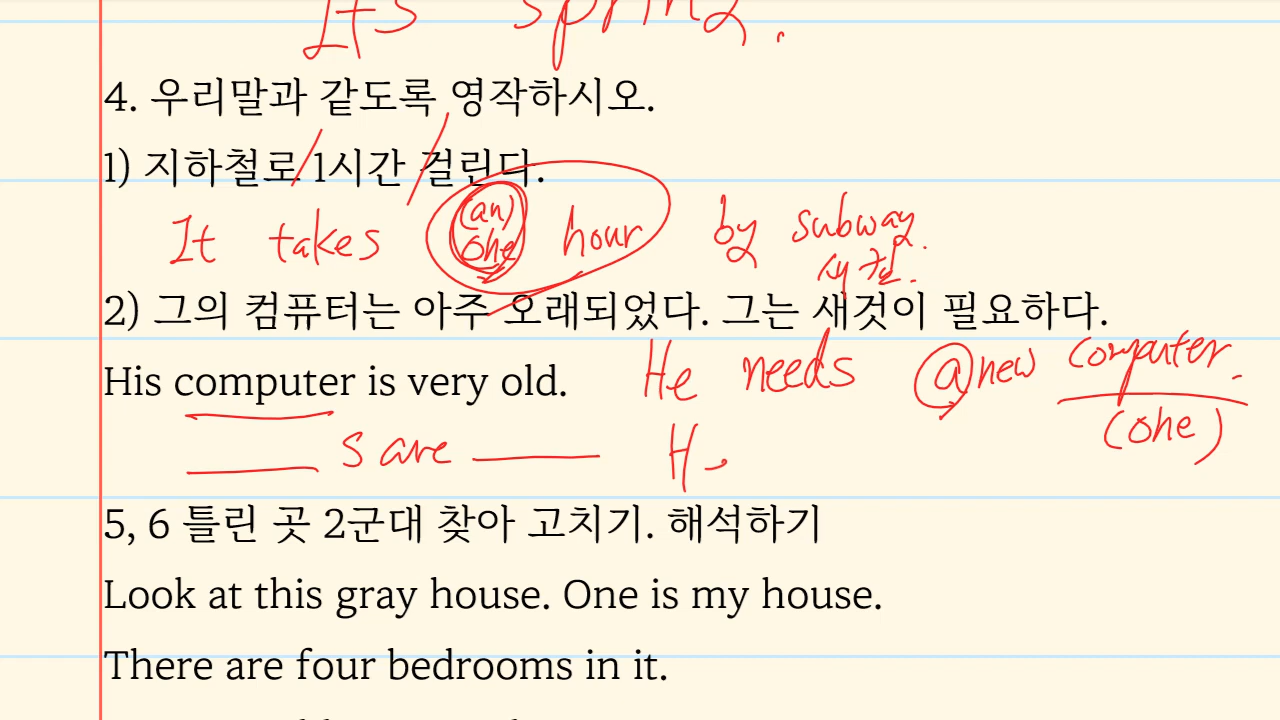 It's spring.
4. 우리말과 같도록 영작하시오.
1) 지하철로 1시간 걸린다.
(an)
It takes one hour by subway.
2) 그의 컴퓨터는 아주 오래되었다. 그는 새것이 필요하다.
His computer is very old. He needs a new computer.
(one)
s are H
5, 6 틀린 곳 2군대 찾아 고치기. 해석하기
Look at this gray house. One is my house.
There are four bedrooms in it.